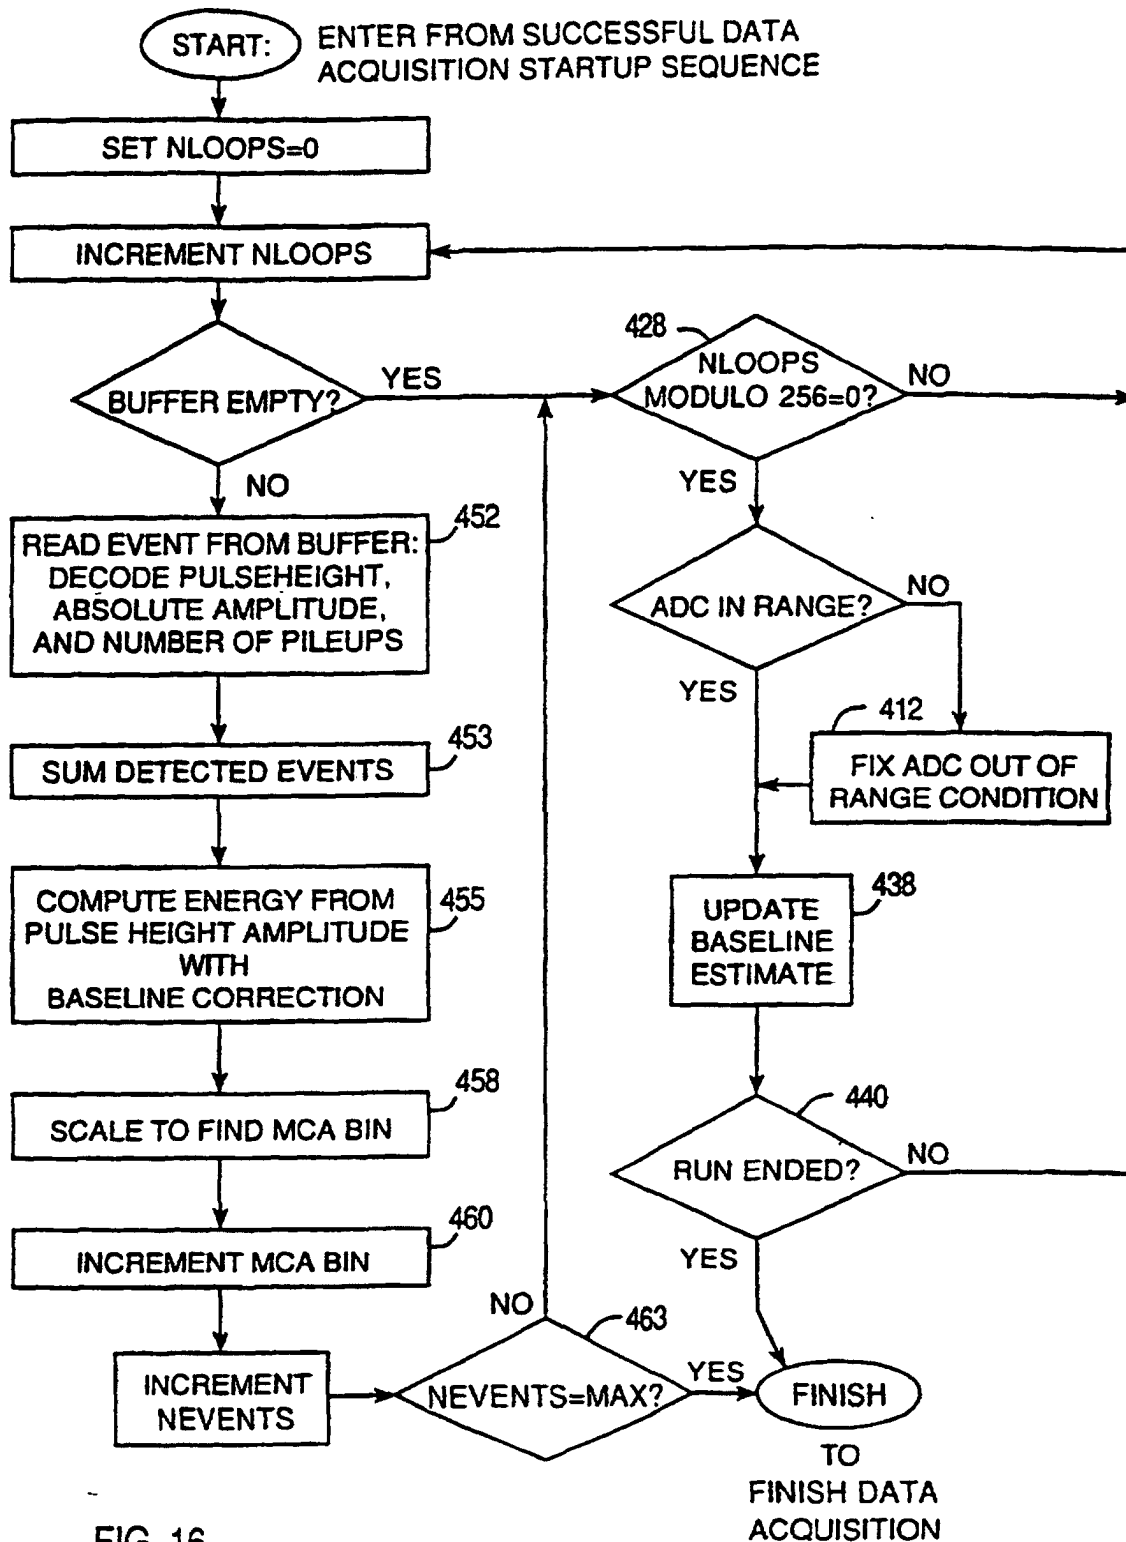 START:
ENTER FROM SUCCESSFUL DATA
ACQUISITION STARTUP SEQUENCE
SET NLOOPS=0
INCREMENT NLOOPS
BUFFER EMPTY?
YES
NO
428
NLOOPS
MODULO 256=0?
NO
YES
452
READ EVENT FROM BUFFER:
DECODE PULSEHEIGHT,
ABSOLUTE AMPLITUDE,
AND NUMBER OF PILEUPS
ADC IN RANGE?
NO
YES
412
FIX ADC OUT OF
RANGE CONDITION
453
SUM DETECTED EVENTS
455
COMPUTE ENERGY FROM
PULSE HEIGHT AMPLITUDE
WITH
BASELINE CORRECTION
438
UPDATE
BASELINE
ESTIMATE
458
SCALE TO FIND MCA BIN
440
RUN ENDED?
NO
YES
460
INCREMENT MCA BIN
INCREMENT
NEVENTS
NO
463
NEVENTS=MAX?
YES
FINISH
TO
FINISH DATA
ACQUISITION
FIG. 16